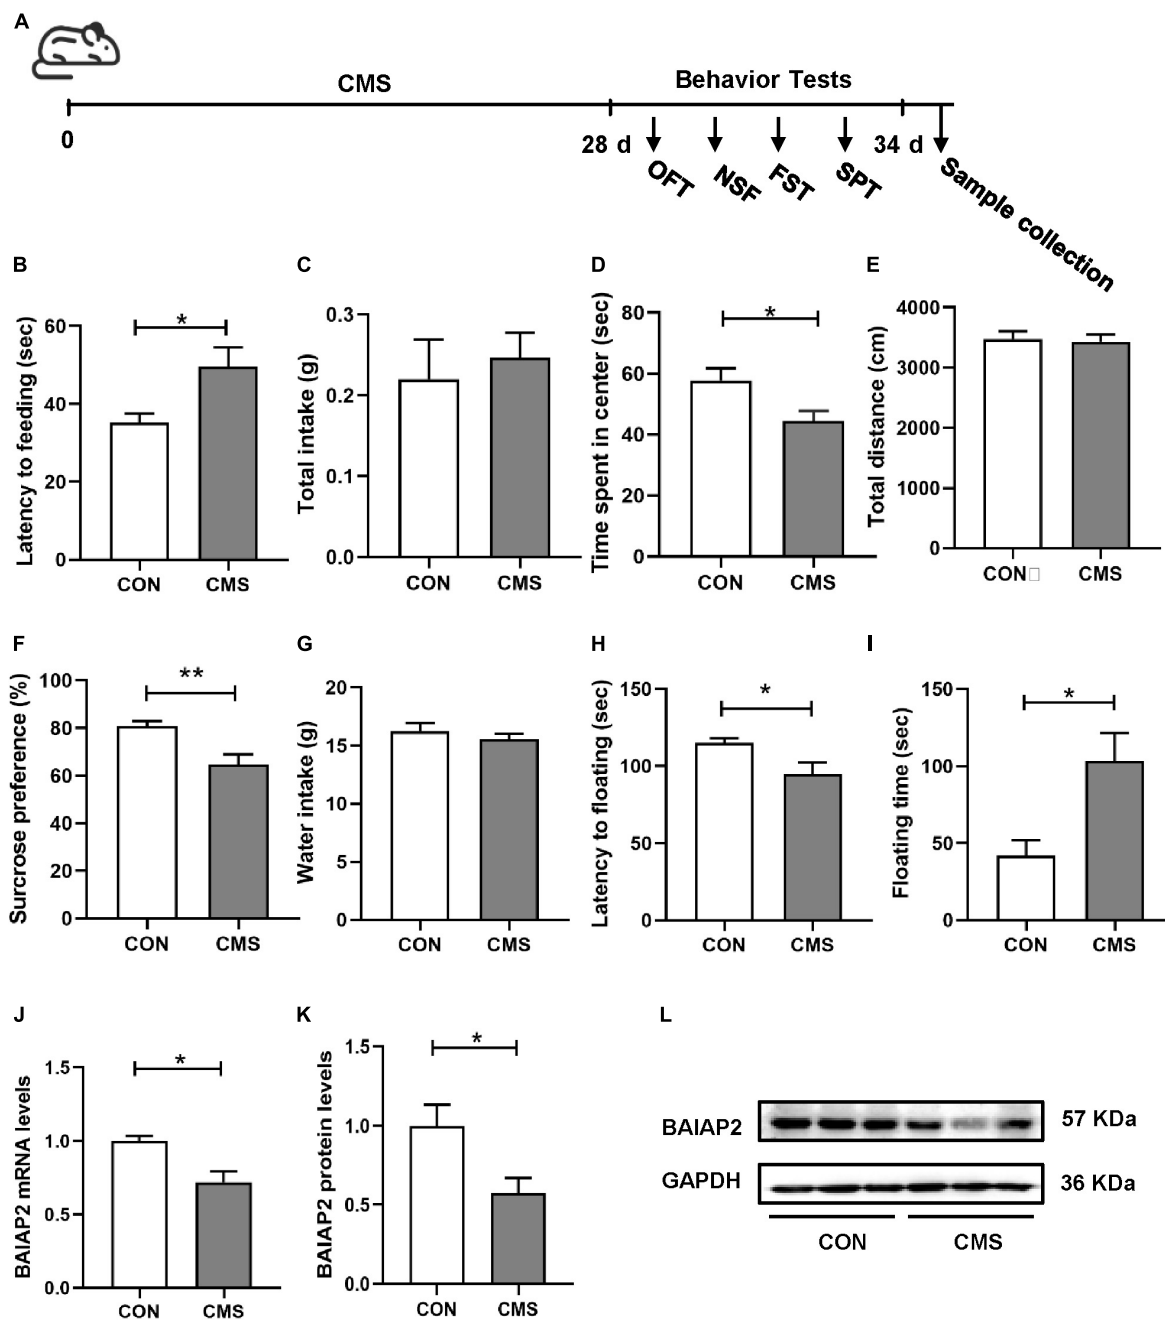 A
CMS
Behavior Tests
0
28 d
34 d
OFT
NSF
FST
SPT
Sample collection
B
Latency to feeding (sec)
60
40
20
0
*
CON
CMS
C
Total intake (g)
0.3
0.2
0.1
0.0
CON
CMS
D
Time spent in center (sec)
80
60
40
20
0
*
CON
CMS
E
Total distance (cm)
4000
3000
2000
1000
0
CON□
CMS
F
Surcrose preference (%)
100
80
60
40
20
0
**
CON
CMS
G
Water intake (g)
20
15
10
5
0
CON
CMS
H
Latency to floating (sec)
150
100
50
0
*
CON
CMS
I
Floating time (sec)
150
100
50
0
*
CON
CMS
J
BAIAP2 mRNA levels
1.5
1.0
0.5
0.0
*
CON
CMS
K
BAIAP2 protein levels
1.5
1.0
0.5
0.0
*
CON
CMS
L
BAIAP2
57 KDa
GAPDH
36 KDa
CON
CMS